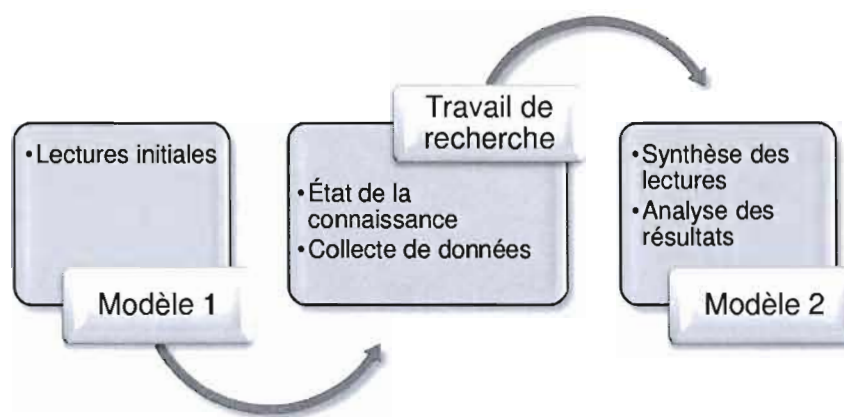 •Lectures initiales
Modèle 1
Travail de
recherche
•État de la
connaissance
•Collecte de données
•Synthèse des
lectures
•Analyse des
résultats
Modèle 2